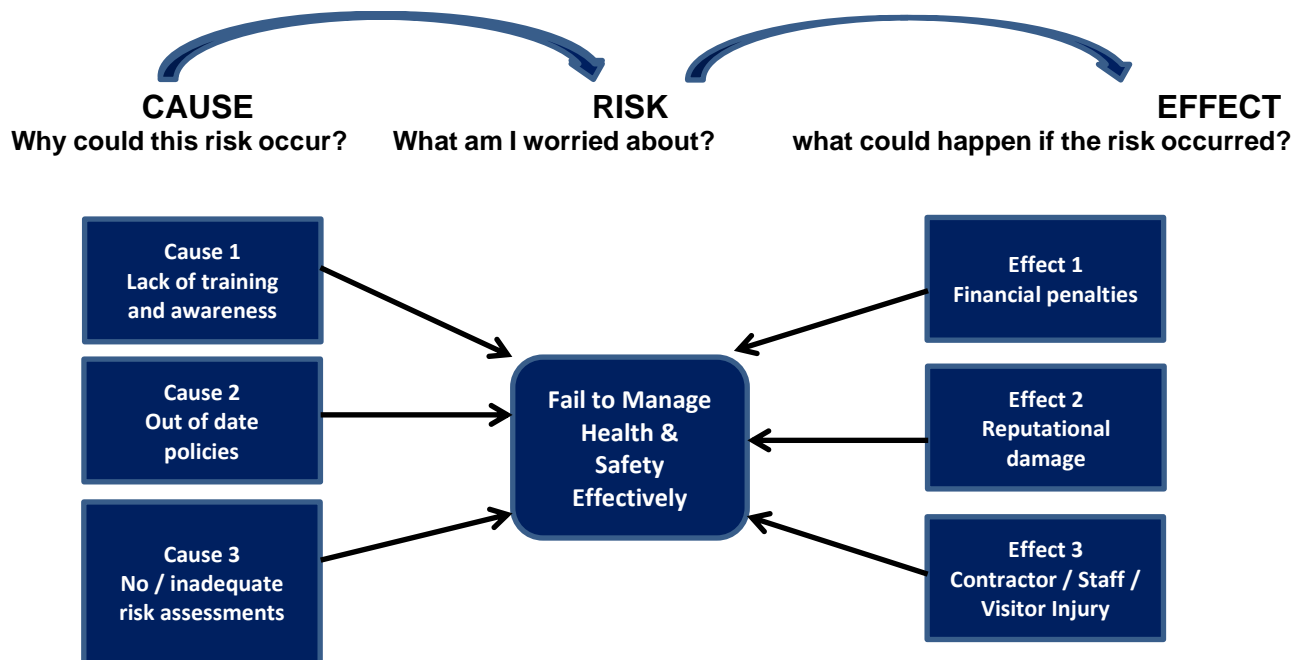 CAUSE
Why could this risk occur?
RISK
What am I worried about?
EFFECT
what could happen if the risk occurred?
Cause 1
Lack of training
and awareness
Cause 2
Out of date
policies
Cause 3
No / inadequate
risk assessments
Fail to Manage
Health &
Safety
Effectively
Effect 1
Financial penalties
Effect 2
Reputational
damage
Effect 3
Contractor / Staff /
Visitor Injury